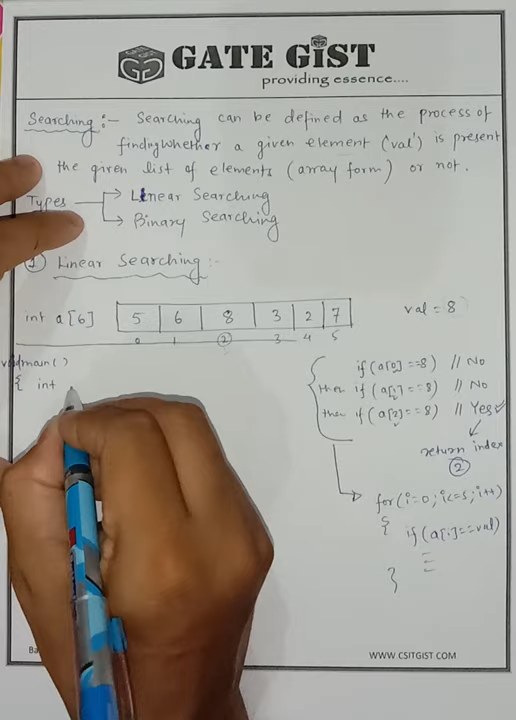 GATE GiST
providing essence....
Searching :- Searching can be defined as the process of
finding whether a given element ('val') is present
the given list of elements (array form) or not.
Types
Linear Searching
Binary Searching
1 Linear Searching :-
int a[6] 5 6 8 3 2 7 val = 8
0 1 2 3 4 5
void main ( )
{ int
if (a[0] == 8) // No
then if (a[1] == 8) // No
then if (a[2] == 8) // Yes ✓
return index
2
for (i=0; i<=5; i++)
{ if (a[i]==val)
}
WWW.CSITGIST.COM